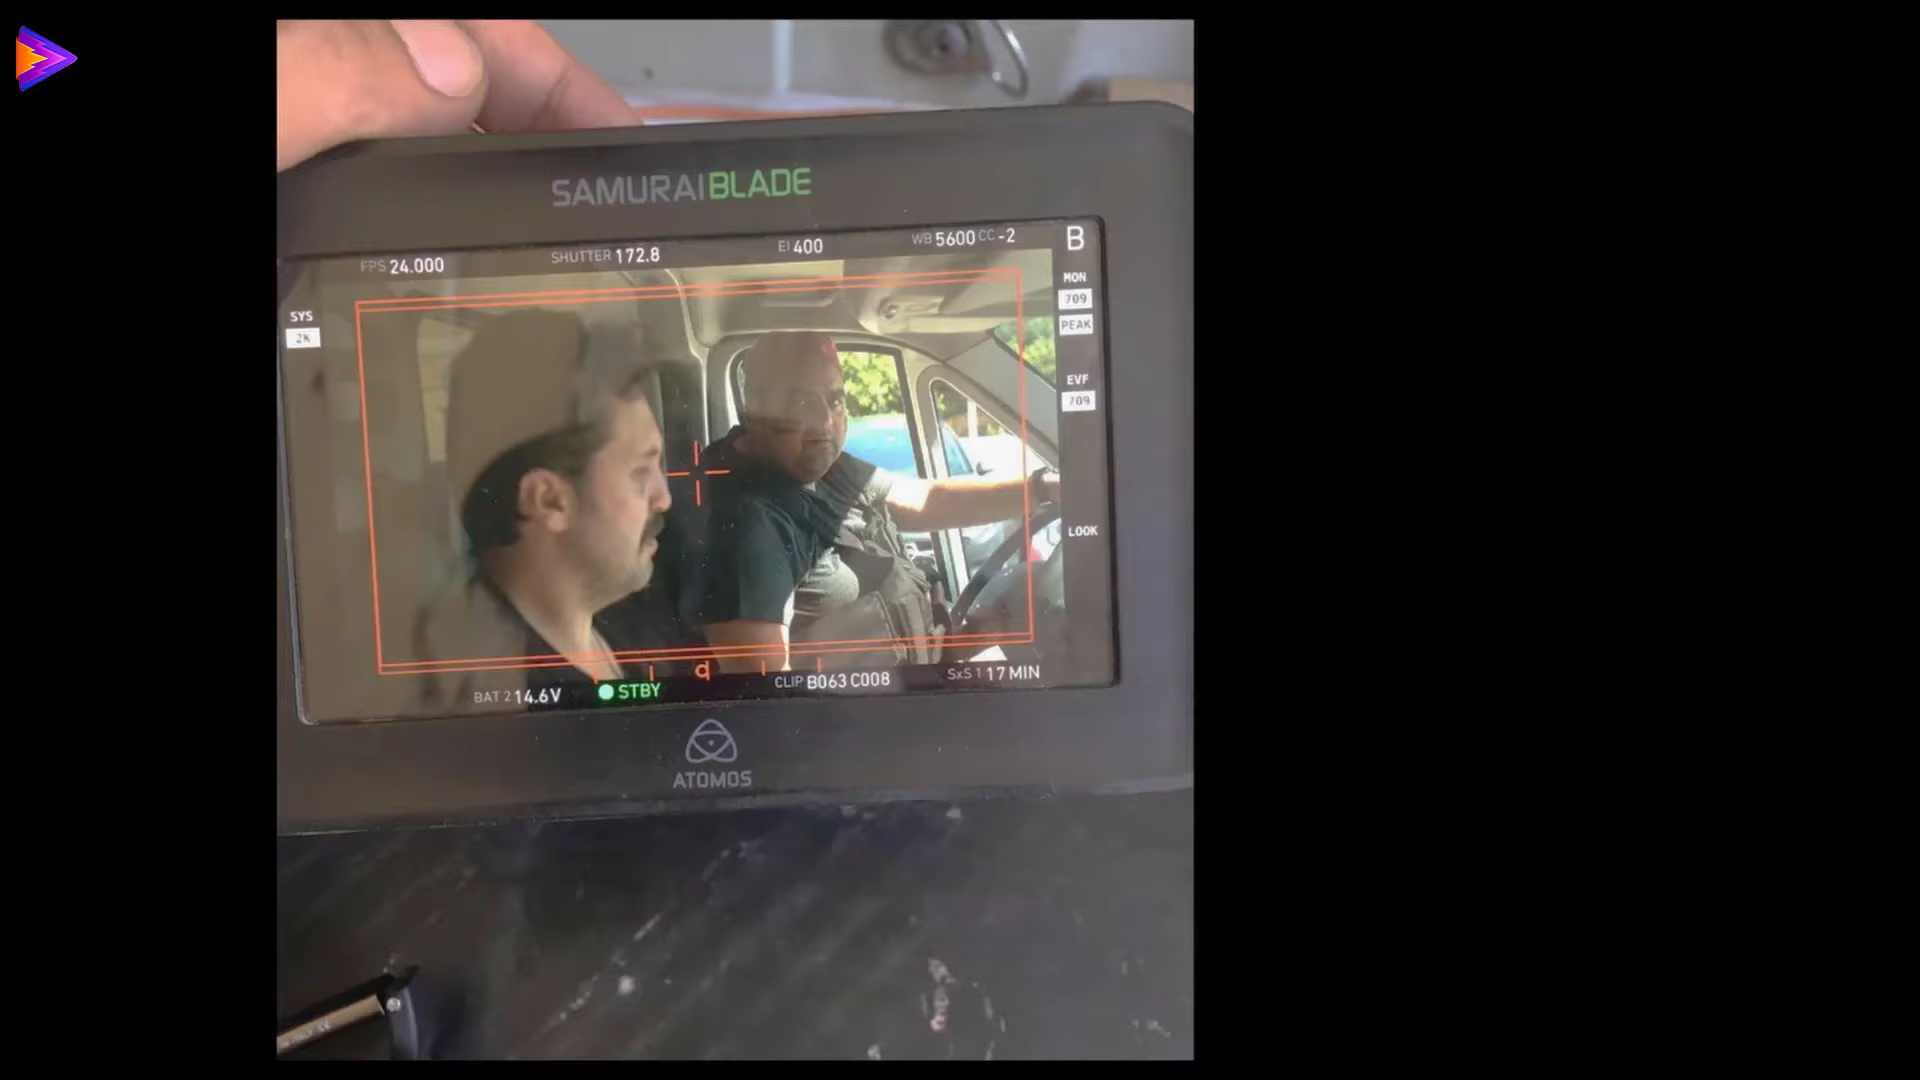 SAMURAI BLADE
FPS 24.000 SHUTTER 172.8 EI 400 WB 5600 CC -2 B
SYS
2K
MON
709
PEAK
EVF
709
LOOK
BAT 2 14.6V STBY CLIP B063 C008 SxS 1 17 MIN
ATOMOS